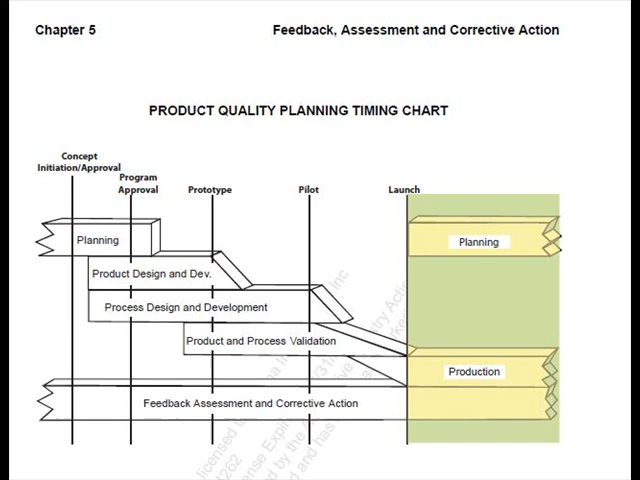 Chapter 5
Feedback, Assessment and Corrective Action
PRODUCT QUALITY PLANNING TIMING CHART
Concept
Initiation/Approval
Program
Approval
Prototype
Pilot
Launch
Planning
Planning
Product Design and Dev.
Process Design and Development
Product and Process Validation
Production
Feedback Assessment and Corrective Action